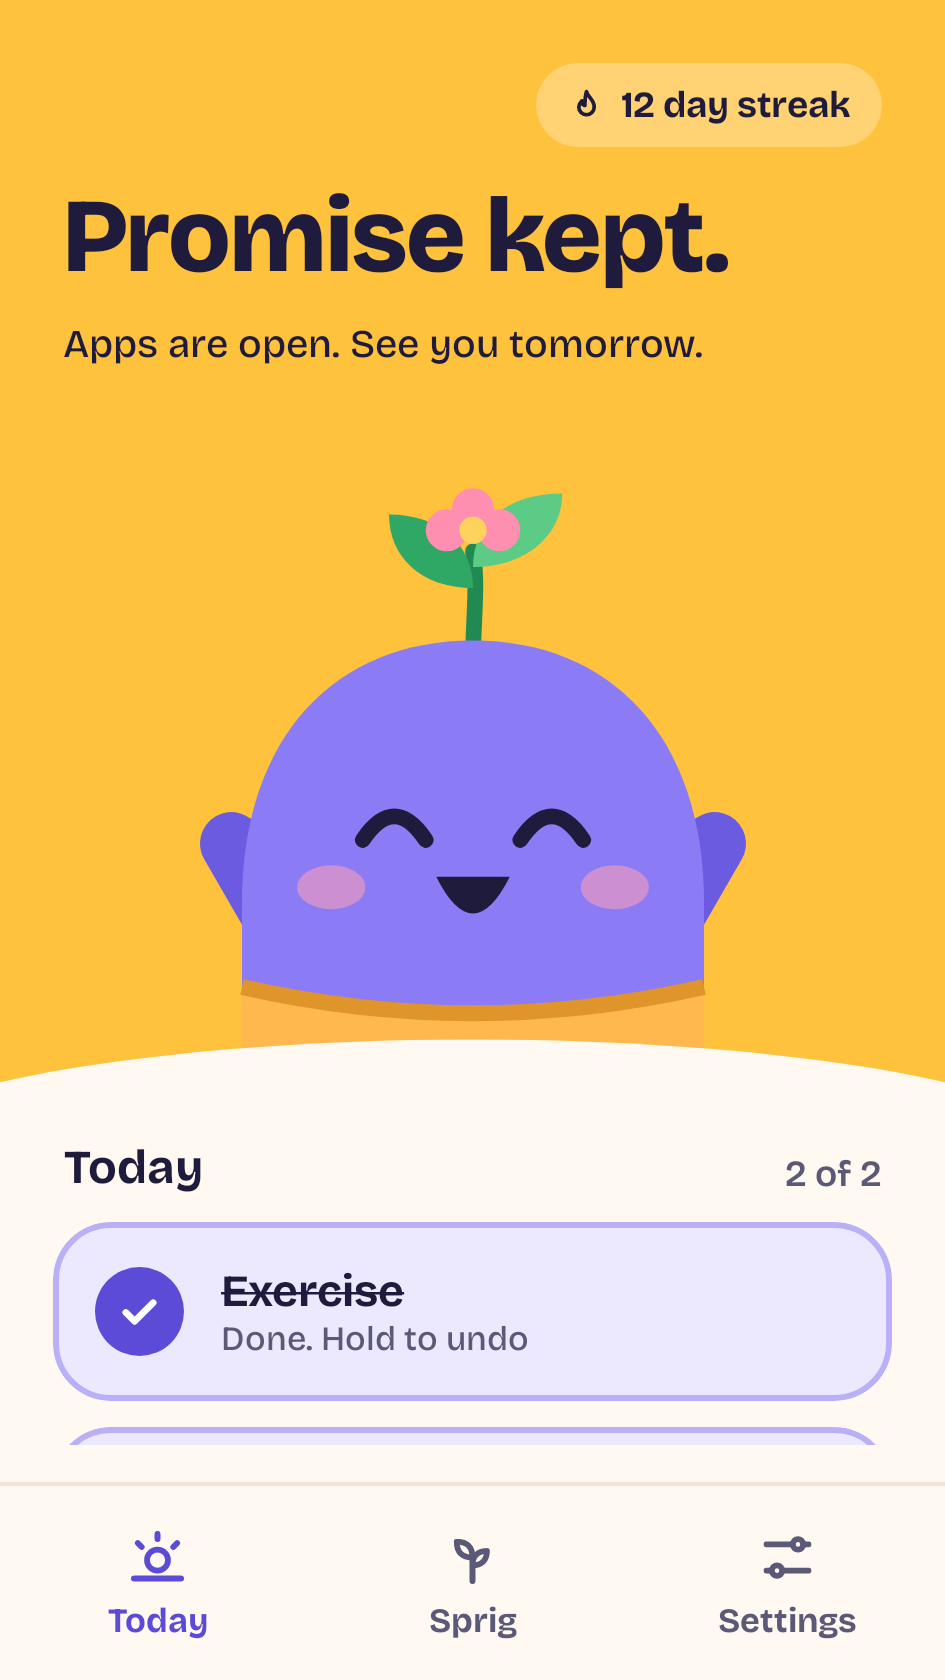 12 day streak
Promise kept.
Apps are open. See you tomorrow.
Today
2 of 2
Exercise
Done. Hold to undo
Today
Sprig
Settings